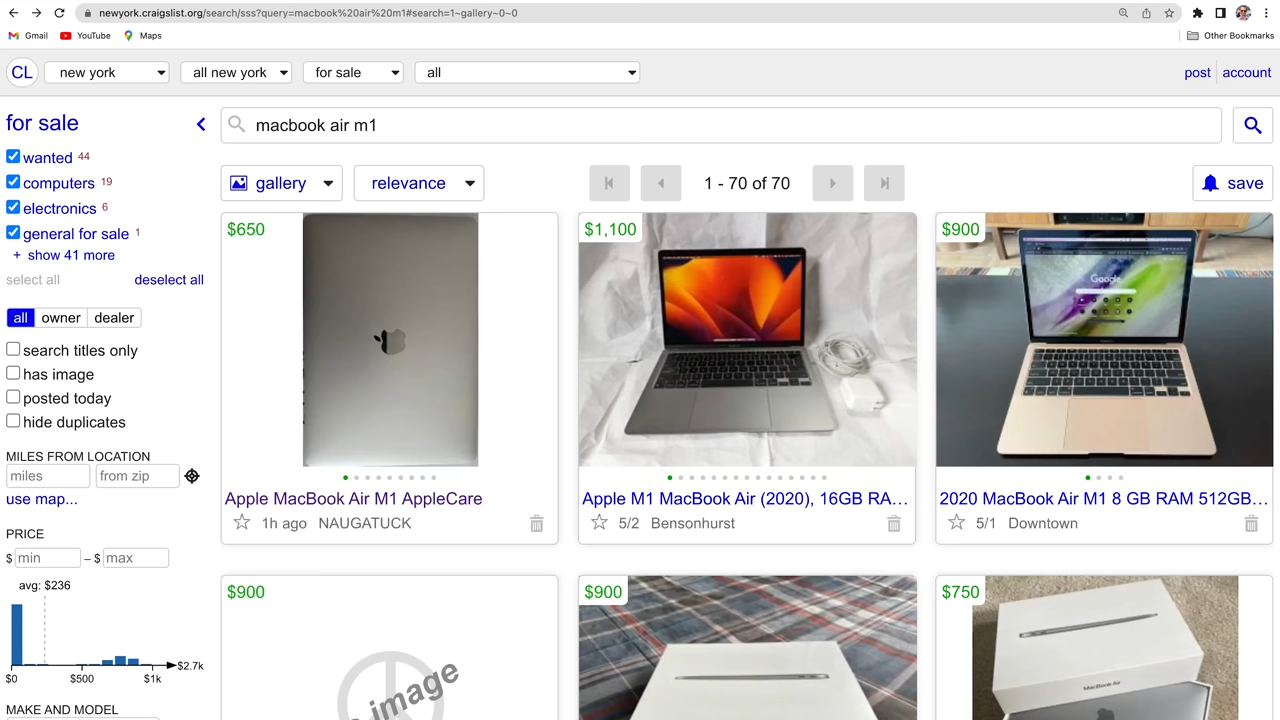 newyork.craigslist.org/search/sss?query=macbook%20air%20m1#search=1~gallery~0~0
Gmail YouTube Maps Other Bookmarks
CL new york all new york for sale all post account
for sale
macbook air m1
wanted 44
computers 19
electronics 6
general for sale 1
+ show 41 more
select all deselect all
all owner dealer
search titles only
has image
posted today
hide duplicates
MILES FROM LOCATION
miles from zip
use map...
PRICE
$ min – $ max
avg: $236
$2.7k
$0 $500 $1k
MAKE AND MODEL
gallery relevance 1 - 70 of 70 save
$650
Apple MacBook Air M1 AppleCare
1h ago NAUGATUCK
$1,100
Apple M1 MacBook Air (2020), 16GB RA...
5/2 Bensonhurst
$900
Google
2020 MacBook Air M1 8 GB RAM 512GB...
5/1 Downtown
$900
image
$900
$750
MacBook Air